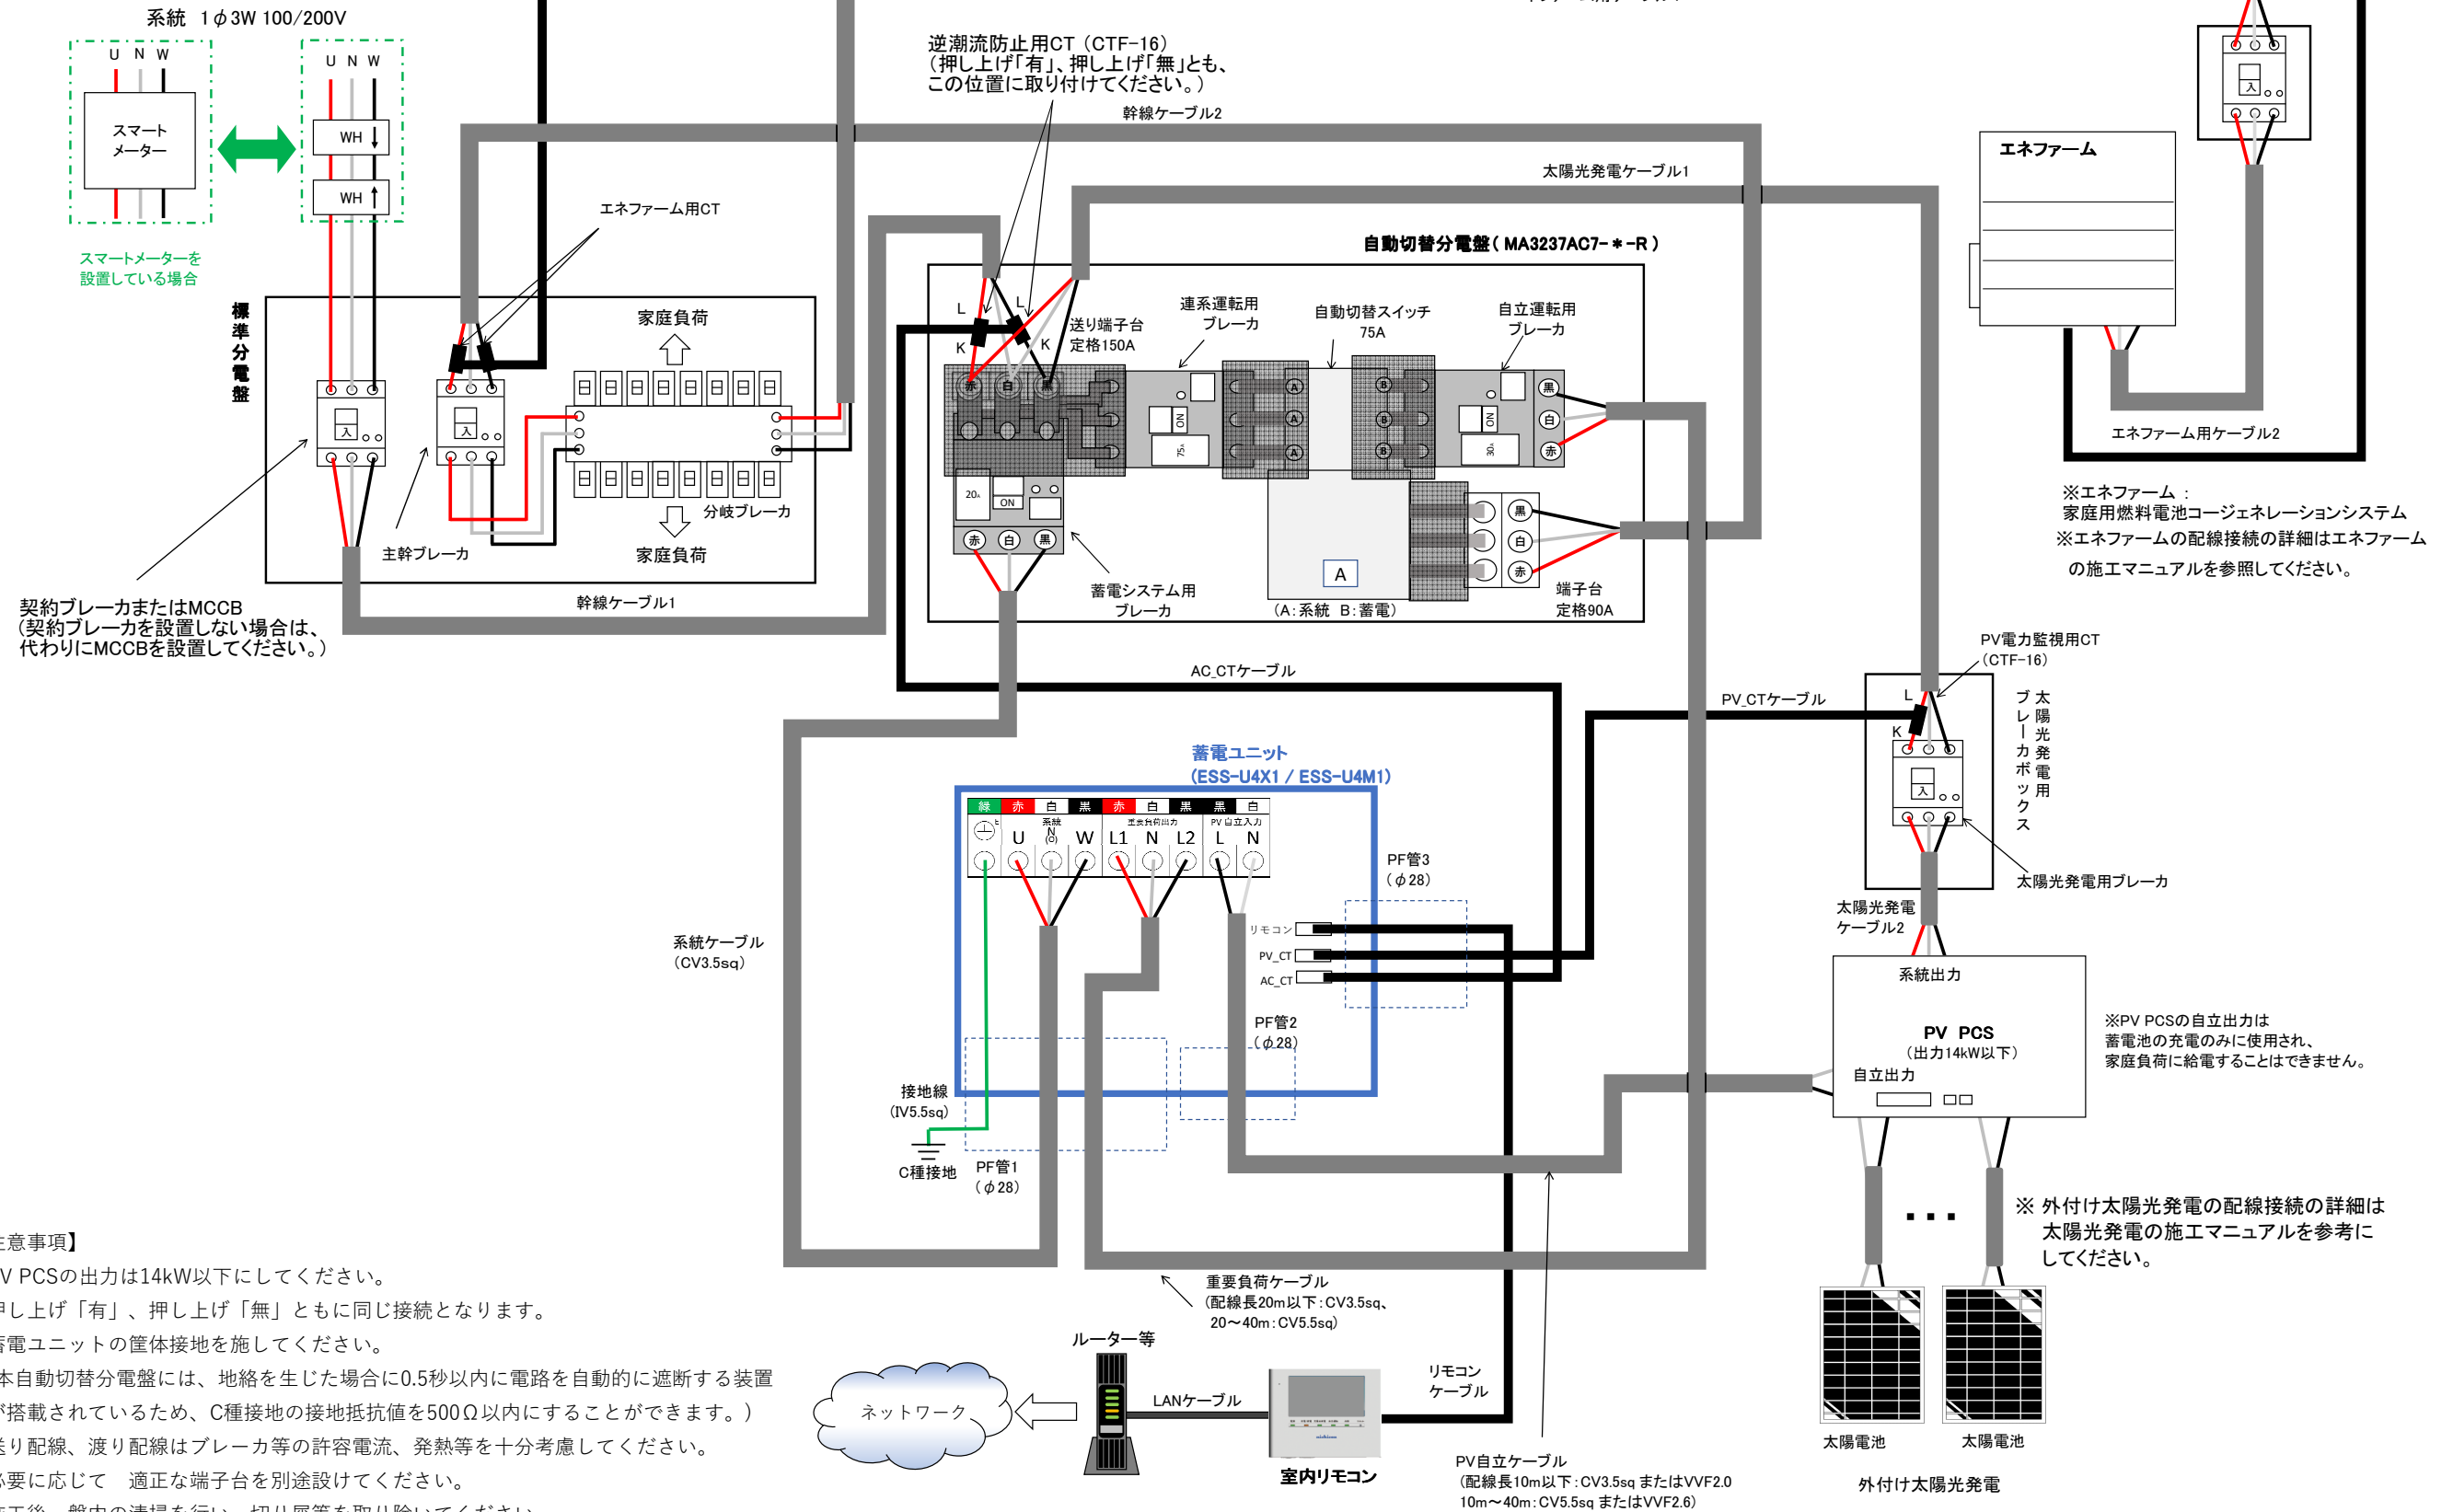 系統 1φ3W 100/200V
U N W
スマート
メーター
U N W
WH
WH
スマートメーターを
設置している場合
エネファーム用CT
逆潮流防止用CT (CTF-16)
(押し上げ「有」、押し上げ「無」とも、
この位置に取り付けてください。)
幹線ケーブル2
太陽光発電ケーブル1
入
エネファーム
エネファーム用ケーブル2
※エネファーム :
家庭用燃料電池コージェネレーションシステム
※エネファームの配線接続の詳細はエネファーム
の施工マニュアルを参照してください。
標準分電盤
家庭負荷
入
入
分岐ブレーカ
主幹ブレーカ
家庭負荷
契約ブレーカまたはMCCB
(契約ブレーカを設置しない場合は、
代わりにMCCBを設置してください。)
幹線ケーブル1
自動切替分電盤( MA3237AC7-*-R )
L
L
K
K
送り端子台
定格150A
連系運転用
ブレーカ
自動切替スイッチ
75A
自立運転用
ブレーカ
赤 白 黒
ON
75A
A
A
A
B
B
B
ON
30A
黒
白
赤
20A
ON
赤 白 黒
黒
白
赤
A
蓄電システム用
ブレーカ
(A:系統 B:蓄電)
端子台
定格90A
AC_CTケーブル
PV_CTケーブル
PV電力監視用CT
(CTF-16)
L
K
入
太陽光発電用
ブレーカボックス
太陽光発電用ブレーカ
太陽光発電
ケーブル2
蓄電ユニット
(ESS-U4X1 / ESS-U4M1)
緑 赤 白 黒 赤 白 黒 黒 白
系統 重要負荷出力 PV自立入力
U N(O) W L1 N L2 L N
PF管3
(φ28)
リモコン
PV_CT
AC_CT
系統ケーブル
(CV3.5sq)
PF管2
(φ28)
接地線
(IV5.5sq)
C種接地
PF管1
(φ28)
系統出力
PV PCS
(出力14kW以下)
自立出力
※PV PCSの自立出力は
蓄電池の充電のみに使用され、
家庭負荷に給電することはできません。
※ 外付け太陽光発電の配線接続の詳細は
太陽光発電の施工マニュアルを参考に
してください。
太陽電池
太陽電池
外付け太陽光発電
重要負荷ケーブル
(配線長20m以下:CV3.5sq、
20～40m:CV5.5sq)
ルーター等
ネットワーク
LANケーブル
室内リモコン
リモコン
ケーブル
PV自立ケーブル
(配線長10m以下:CV3.5sq またはVVF2.0
10m～40m:CV5.5sq またはVVF2.6)
意事項】
V PCSの出力は14kW以下にしてください。
押し上げ「有」、押し上げ「無」ともに同じ接続となります。
蓄電ユニットの筐体接地を施してください。
本自動切替分電盤には、地絡を生じた場合に0.5秒以内に電路を自動的に遮断する装置
が搭載されているため、C種接地の接地抵抗値を500Ω以内にすることができます。)
送り配線、渡り配線はブレーカ等の許容電流、発熱等を十分考慮してください。
必要に応じて 適正な端子台を別途設けてください。